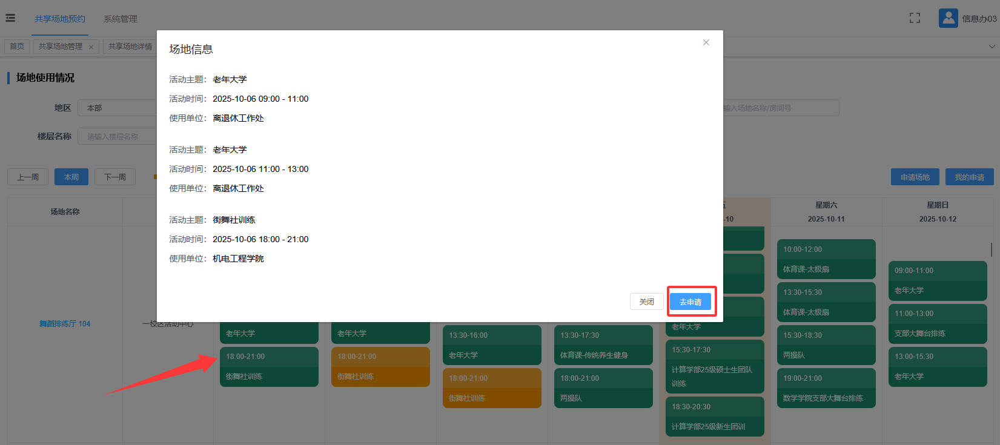 共享场地预约
系统管理
信息办03
首页
共享场地管理 ×
共享场地详情
场地使用情况
地区
本部
输入场地名称/房间号
楼层名称
请输入楼层名称
上一周
本周
下一周
申请场地
我的申请
场地信息
活动主题：老年大学
活动时间：2025-10-06 09:00 - 11:00
使用单位：离退休工作处
活动主题：老年大学
活动时间：2025-10-06 11:00 - 13:00
使用单位：离退休工作处
活动主题：街舞社训练
活动时间：2025-10-06 18:00 - 21:00
使用单位：机电工程学院
关闭
去申请
场地名称
五
-10
星期六
2025-10-11
星期日
2025-10-12
舞蹈排练厅 104
一校区活动中心
老年大学
18:00-21:00
街舞社训练
老年大学
18:00-21:00
街舞社训练
13:30-16:00
老年大学
18:00-21:00
街舞社训练
13:30-17:30
体育课-传统养生健身
18:00-21:00
两操队
老年大学
15:30-17:30
计算学部25级硕士生团队
训练
18:30-20:30
计算学部25级新生团训
10:00-12:00
体育课-太极扇
13:30-15:30
体育课-太极扇
15:30-18:30
两操队
19:00-21:00
数学学院支部大舞台排练
09:00-11:00
老年大学
11:00-13:00
支部大舞台排练
13:00-15:30
老年大学